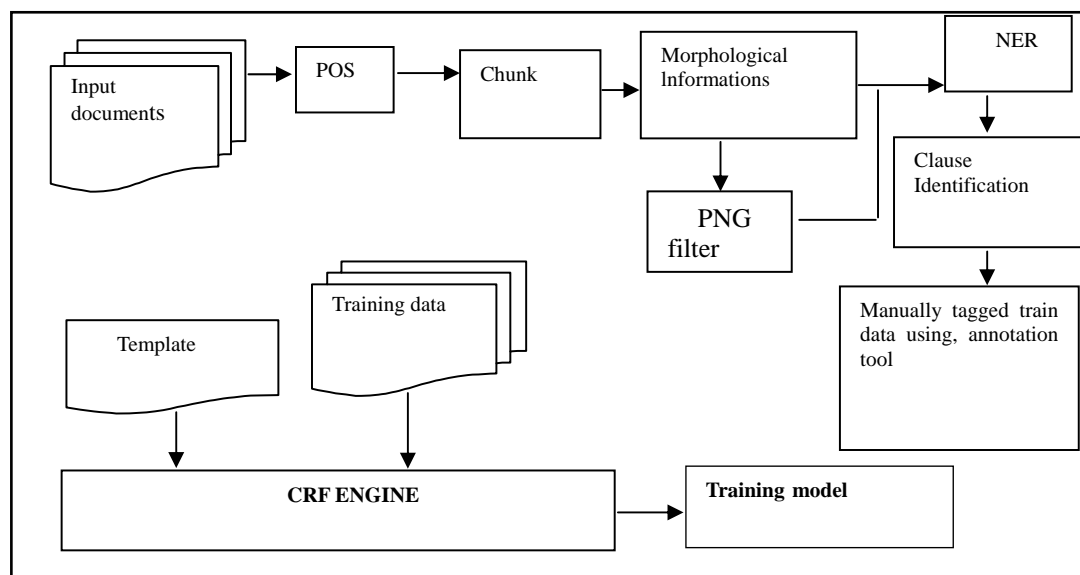 Input
documents
POS
Chunk
Morphological
lnformations
NER
PNG
filter
Clause
Identification
Manually tagged train
data using, annotation
tool
Template
Training data
CRF ENGINE
Training model